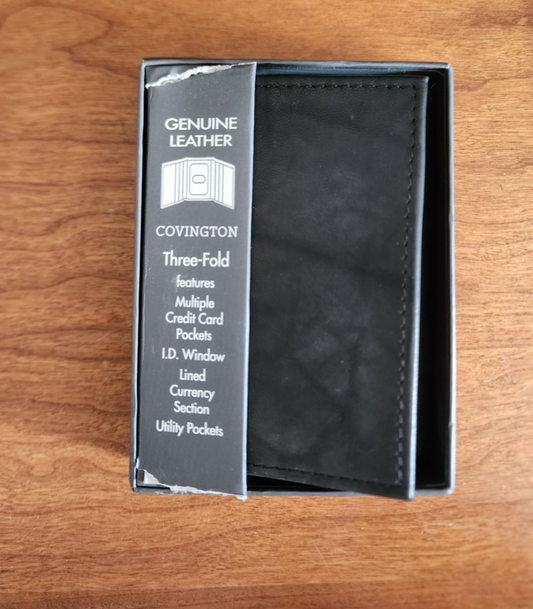 GENUINE
LEATHER
COVINGTON
Three-Fold
features
Multiple
Credit Card
Pockets
I.D. Window
Lined
Currency
Section
Utility Pockets